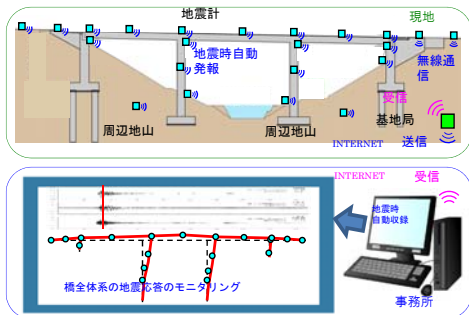 地震計
現地
地震時自動
発報
無線通
信
受信
基地局
周辺地山
周辺地山
送信
INTERNET
INTERNET
受信
地震時
自動収録
橋全体系の地震応答のモニタリング
事務所